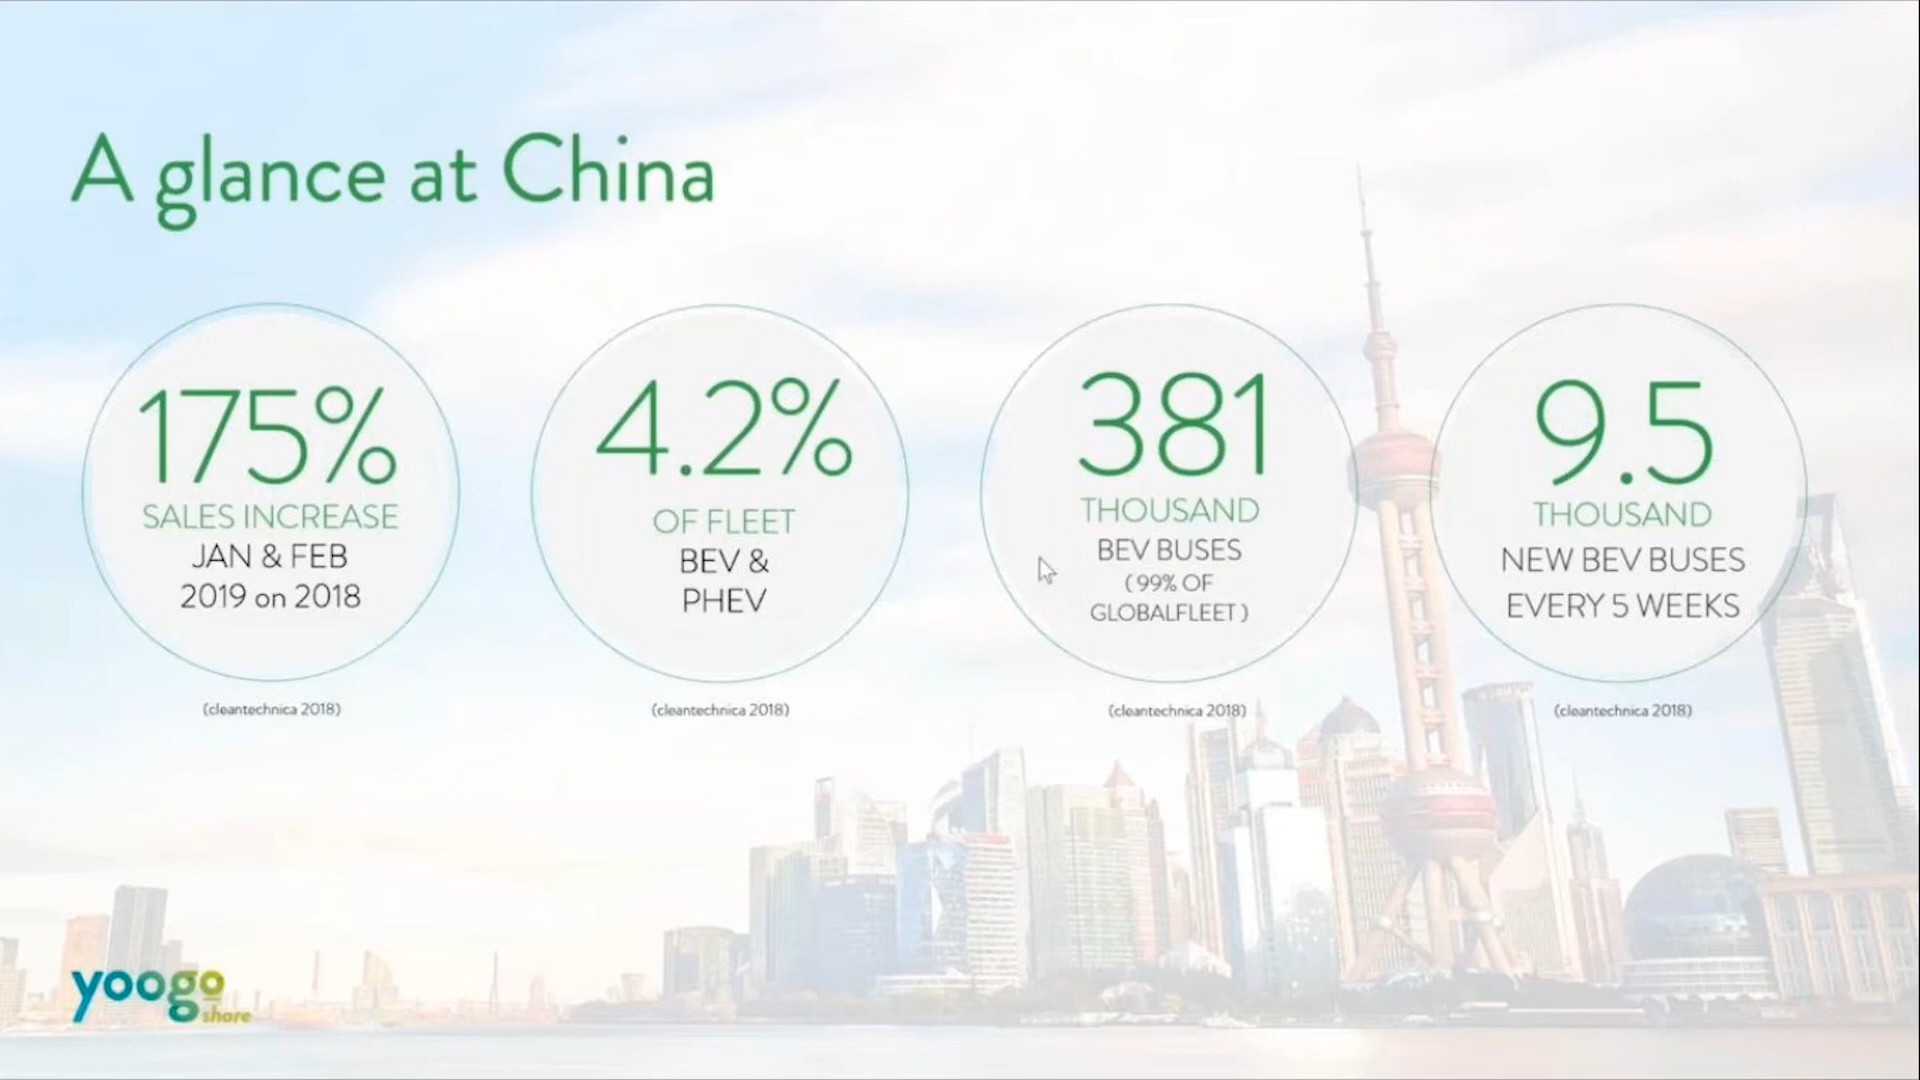 A glance at China
175%
SALES INCREASE
JAN & FEB
2019 on 2018
(cleantechnica 2018)
4.2%
OF FLEET
BEV &
PHEV
(cleantechnica 2018)
381
THOUSAND
BEV BUSES
(99% OF
GLOBALFLEET)
(cleantechnica 2018)
9.5
THOUSAND
NEW BEV BUSES
EVERY 5 WEEKS
(cleantechnica 2018)
yoogo
share